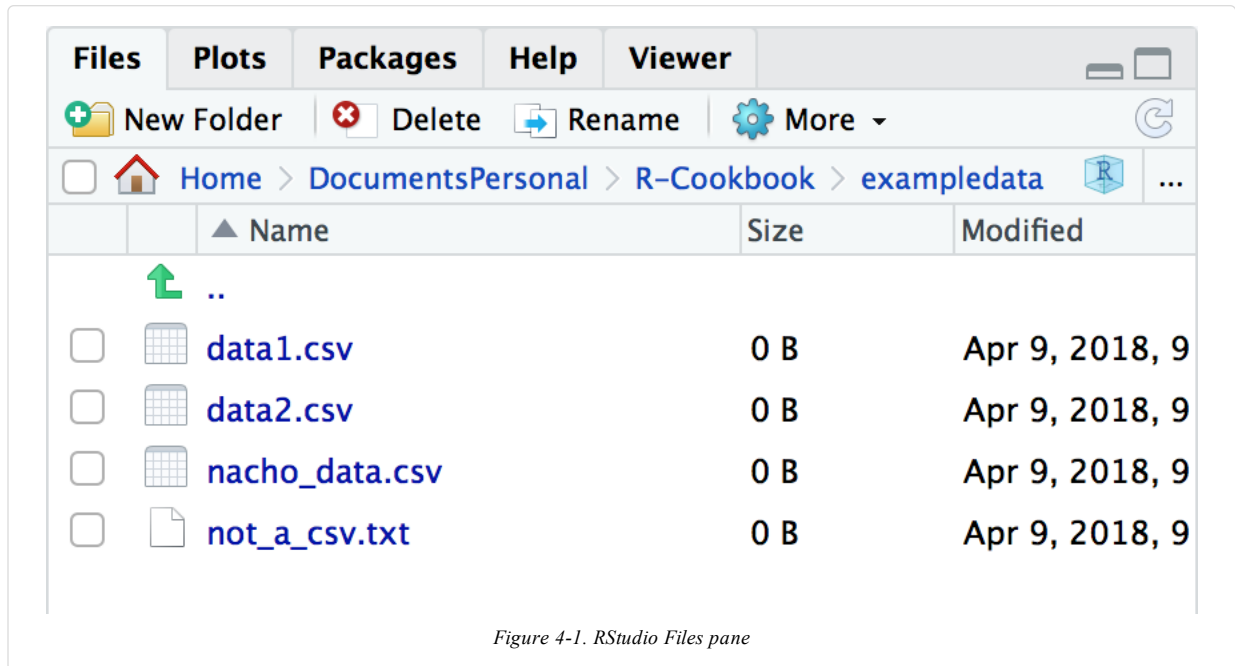 Files Plots Packages Help Viewer
New Folder Delete Rename More
Home > DocumentsPersonal > R-Cookbook > exampledata R ...
Name Size Modified
..
data1.csv 0 B Apr 9, 2018, 9
data2.csv 0 B Apr 9, 2018, 9
nacho_data.csv 0 B Apr 9, 2018, 9
not_a_csv.txt 0 B Apr 9, 2018, 9
Figure 4-1. RStudio Files pane